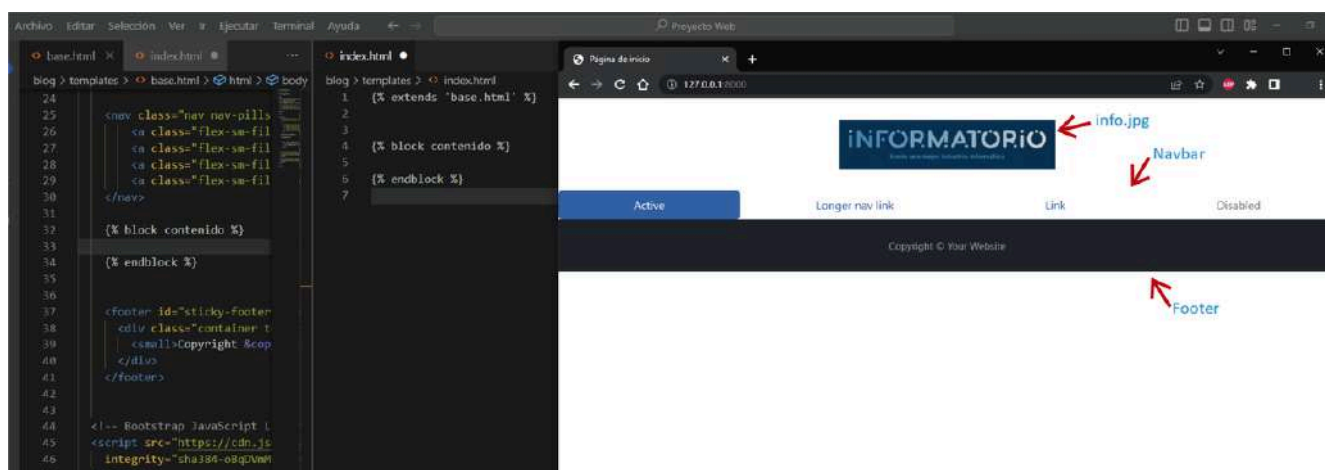 Archivo Editar Selección Ver Ir Ejecutar Terminal Ayuda
Proyecto Web
base.html
index.html
blog > templates > base.html > html > body
24
25 <nav class="nav nav-pills
26 <a class="flex-sm-fil
27 <a class="flex-sm-fil
28 <a class="flex-sm-fil
29 <a class="flex-sm-fil
30 </nav>
31
32 {% block contenido %}
33
34 {% endblock %}
35
36
37 <footer id="sticky-footer
38 <div class="container t
39 <small>Copyright &cop
40 </div>
41 </footer>
42
43
44 <!-- Bootstrap JavaScript L
45 <script src="https://cdn.js
46 integrity="sha384-oBqDVmM
index.html
blog > templates > index.html
1 {% extends 'base.html' %}
2
3
4 {% block contenido %}
5
6 {% endblock %}
7
Página de inicio
127.0.0.1:8000
iNFORMATORiO
info.jpg
Navbar
Active
Longer nav link
Link
Disabled
Copyright © Your Website
Footer